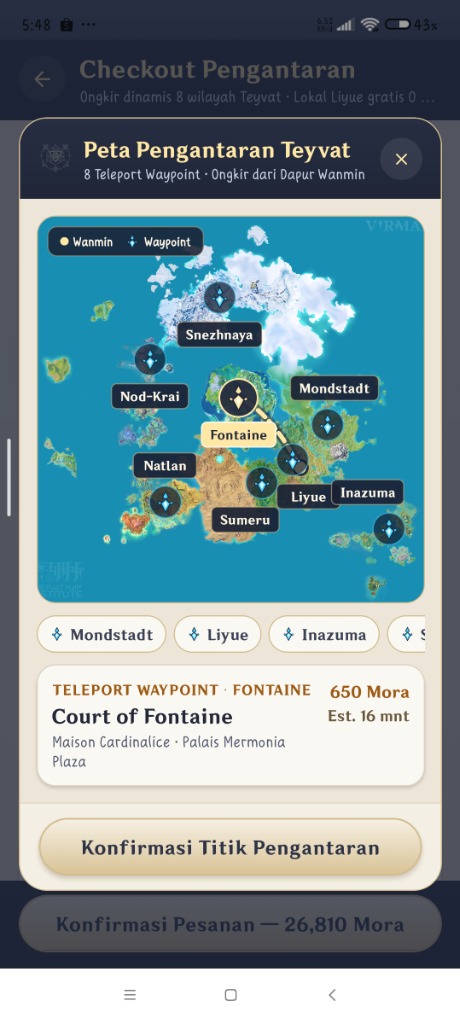 5:48
43%
Checkout Pengantaran
Ongkir dinamis 8 wilayah Teyvat · Lokal Liyue gratis 0 ...
Peta Pengantaran Teyvat
8 Teleport Waypoint · Ongkir dari Dapur Wanmin
Wanmin
Waypoint
Snezhnaya
Nod-Krai
Mondstadt
Fontaine
Natlan
Liyue
Inazuma
Sumeru
Mondstadt
Liyue
Inazuma
S
TELEPORT WAYPOINT · FONTAINE
650 Mora
Court of Fontaine
Est. 16 mnt
Maison Cardinalice · Palais Mermonia
Plaza
Konfirmasi Titik Pengantaran
Konfirmasi Pesanan — 26,810 Mora